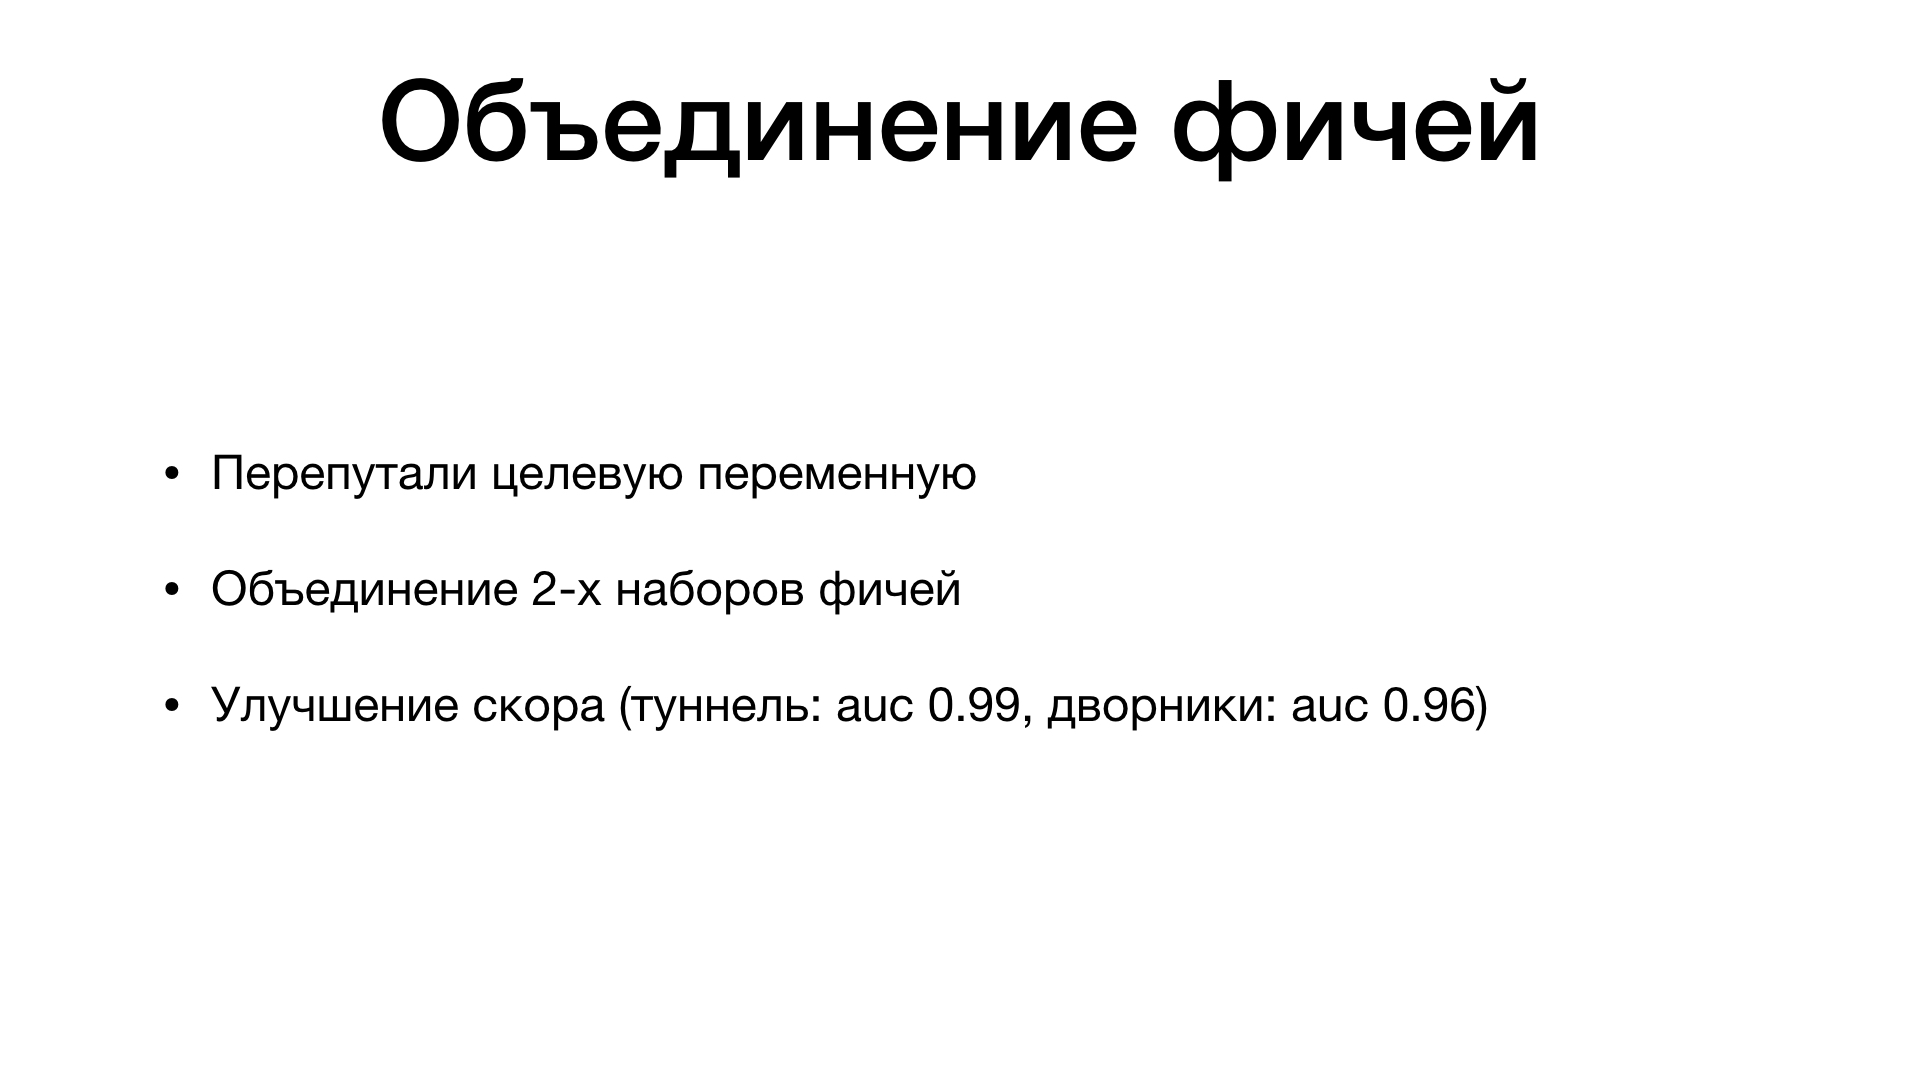 Объединение фичей
• Перепутали целевую переменную
• Объединение 2-х наборов фичей
• Улучшение скора (туннель: auc 0.99, дворники: auc 0.96)